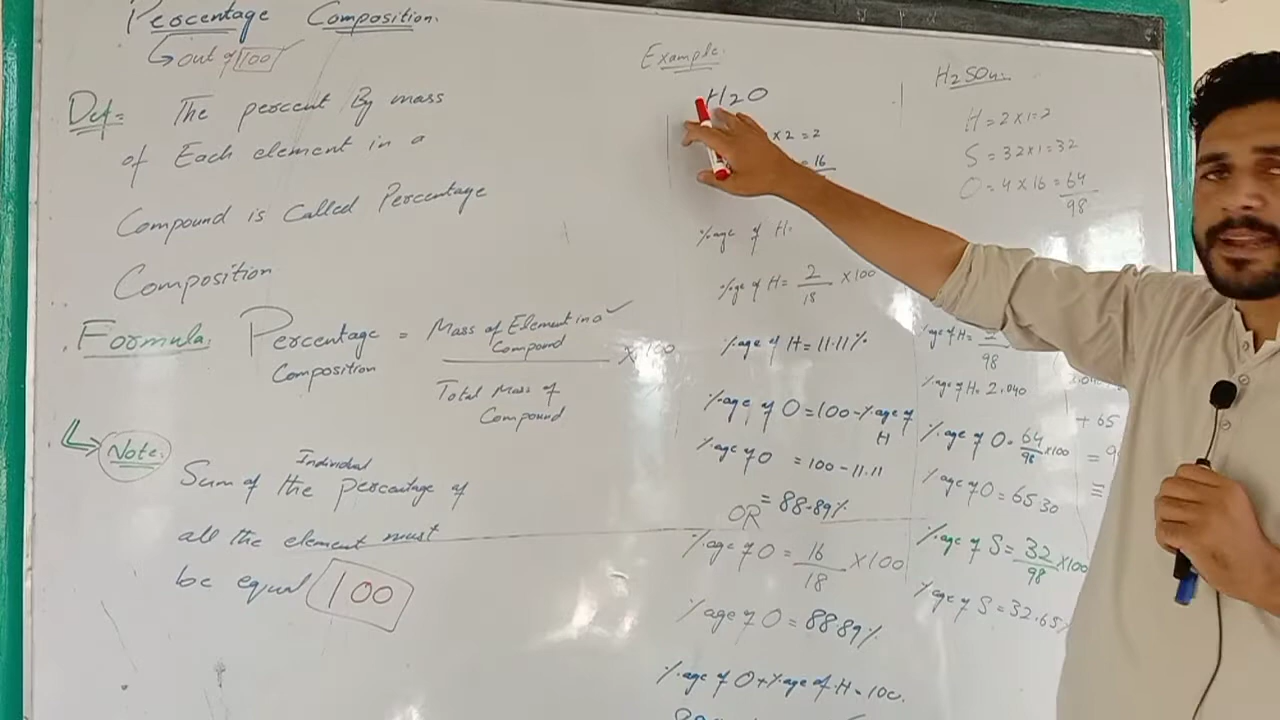 Percentage Composition.
↳ out of 100
Def= The percent By mass
of Each element in a
Compound is Called Percentage
Composition
Formula. Percentage Composition = Mass of Element in a Compound / Total Mass of Compound × 100
Note.
Sum of the Individual percentage of
all the element must
be equal 100
Example.
H2O
×2=2
=16
%age of H=
%age of H= 2/18 ×100
%age of H=11.11%
%age of O=100-%age of H
%age of O =100-11.11
=88.89%
OR
%age of O= 16/18 ×100
%age of O=88.89%
%age of O+%age of H=100.
H2SO4:
H=2×1=2
S=32×1=32
O=4×16=64
98
%age of H= 2/98
%age of H= 2.040
%age of O= 64/98 ×100
%age of O=65.30
%age of S= 32/98 ×100
%age of S=32.65%
+65
=9